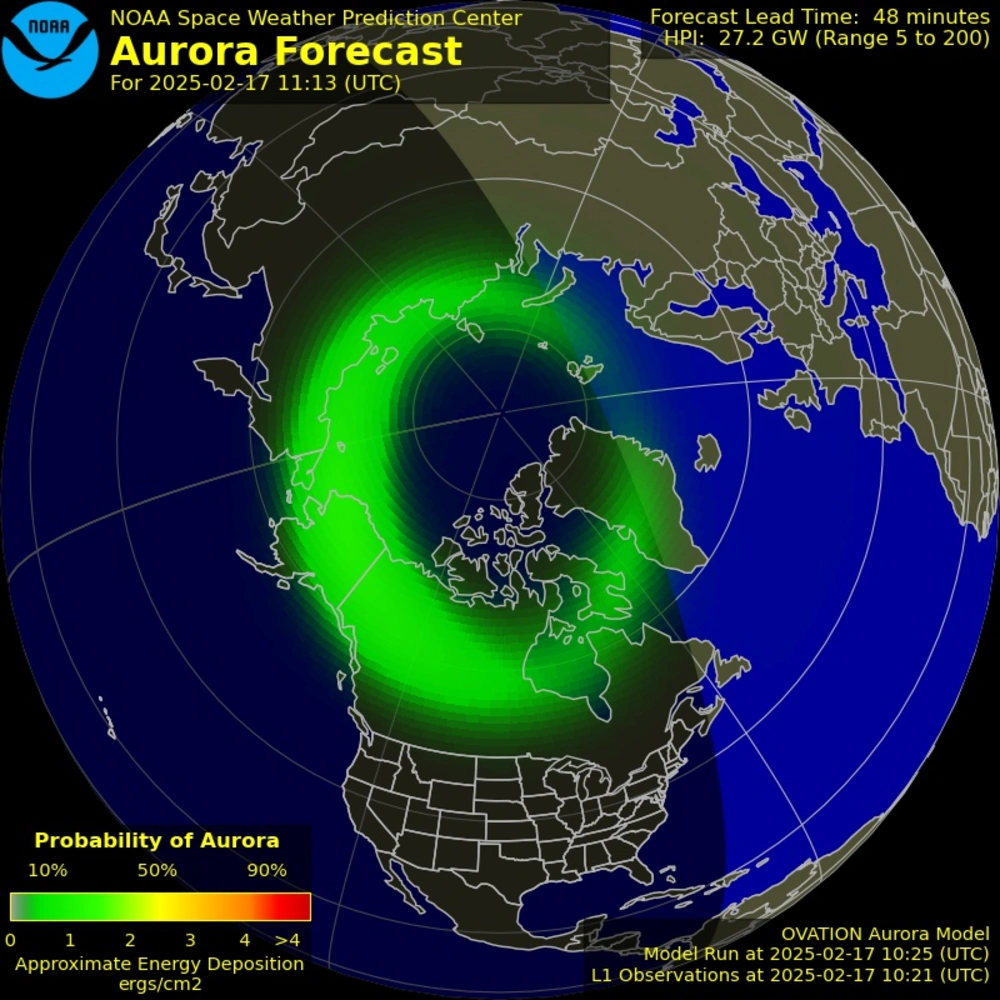 NOAA
NOAA Space Weather Prediction Center
Aurora Forecast
For 2025-02-17 11:13 (UTC)
Forecast Lead Time: 48 minutes
HPI: 27.2 GW (Range 5 to 200)
Probability of Aurora
10% 50% 90%
0 1 2 3 4 >4
Approximate Energy Deposition
ergs/cm2
OVATION Aurora Model
Model Run at 2025-02-17 10:25 (UTC)
L1 Observations at 2025-02-17 10:21 (UTC)